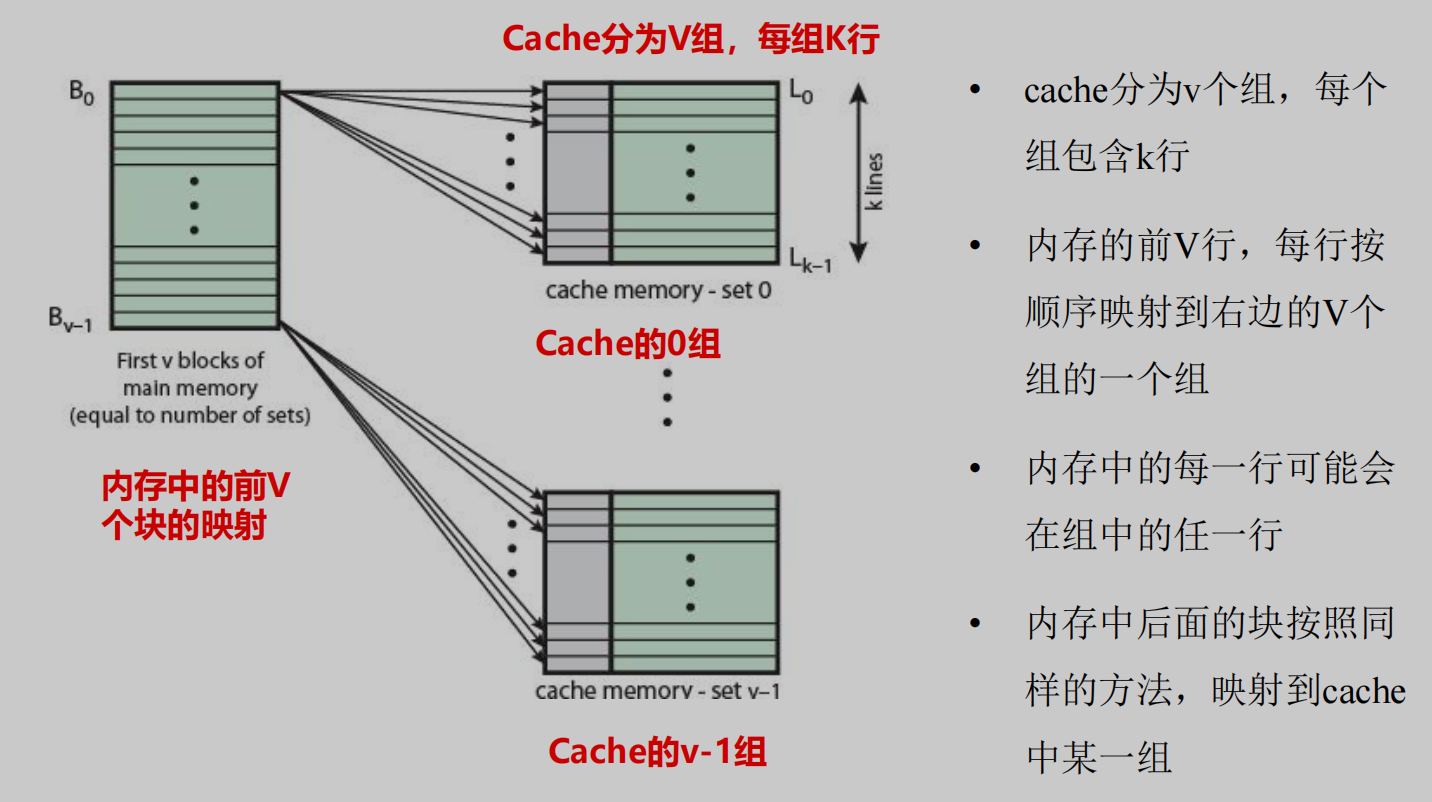 Cache分为V组，每组K行
B0
L0
k lines
Lk–1
cache memory - set 0
Cache的0组
Bv–1
First v blocks of
main memory
(equal to number of sets)
内存中的前V
个块的映射
cache memory - set v–1
Cache的v-1组
• cache分为v个组，每个
组包含k行
• 内存的前V行，每行按
顺序映射到右边的V个
组的一个组
• 内存中的每一行可能会
在组中的任一行
• 内存中后面的块按照同
样的方法，映射到cache
中某一组